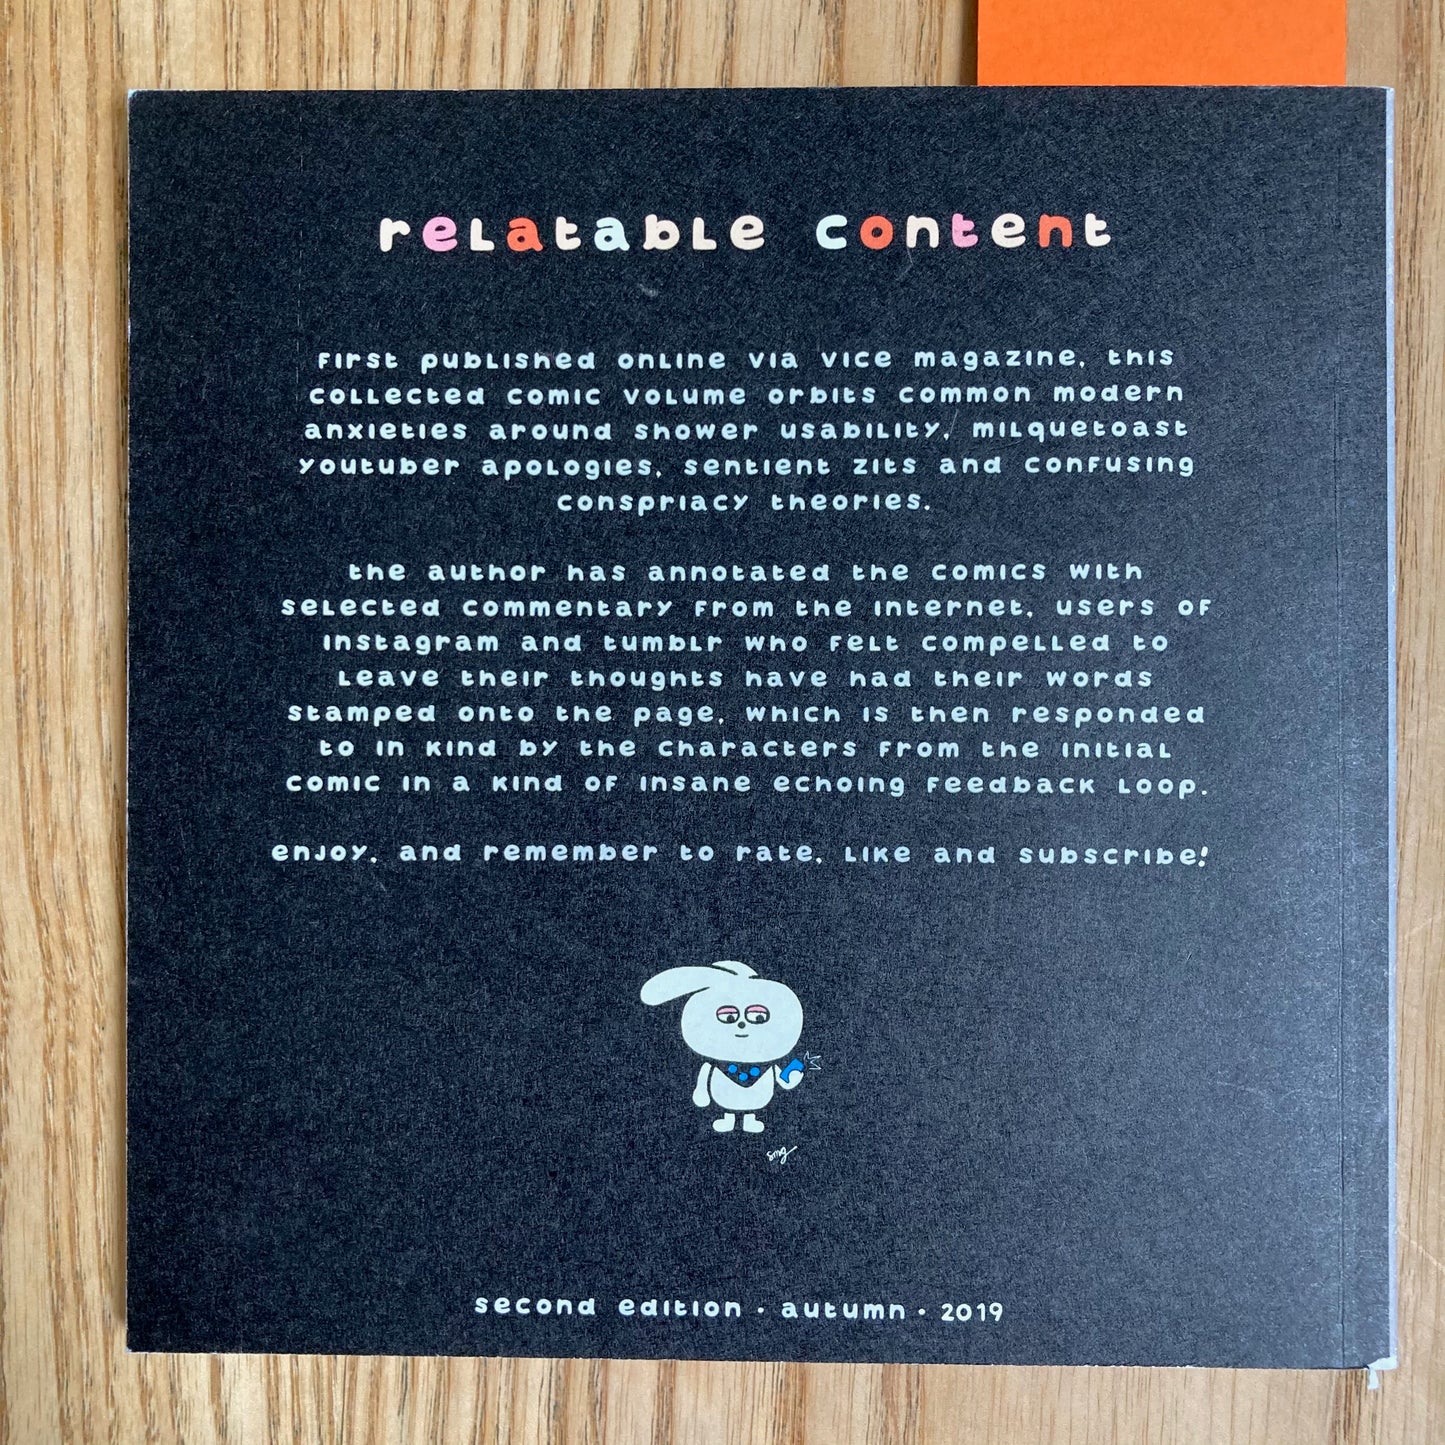 relatable content
first published online via vice magazine, this
collected comic volume orbits common modern
anxieties around shower usability, milquetoast
youtuber apologies, sentient zits and confusing
conspriacy theories.
the author has annotated the comics with
selected commentary from the internet, users of
instagram and tumblr who felt compelled to
leave their thoughts have had their words
stamped onto the page, which is then responded
to in kind by the characters from the initial
comic in a kind of insane echoing feedback loop.
enjoy, and remember to rate, like and subscribe!
smg
second edition • autumn • 2019